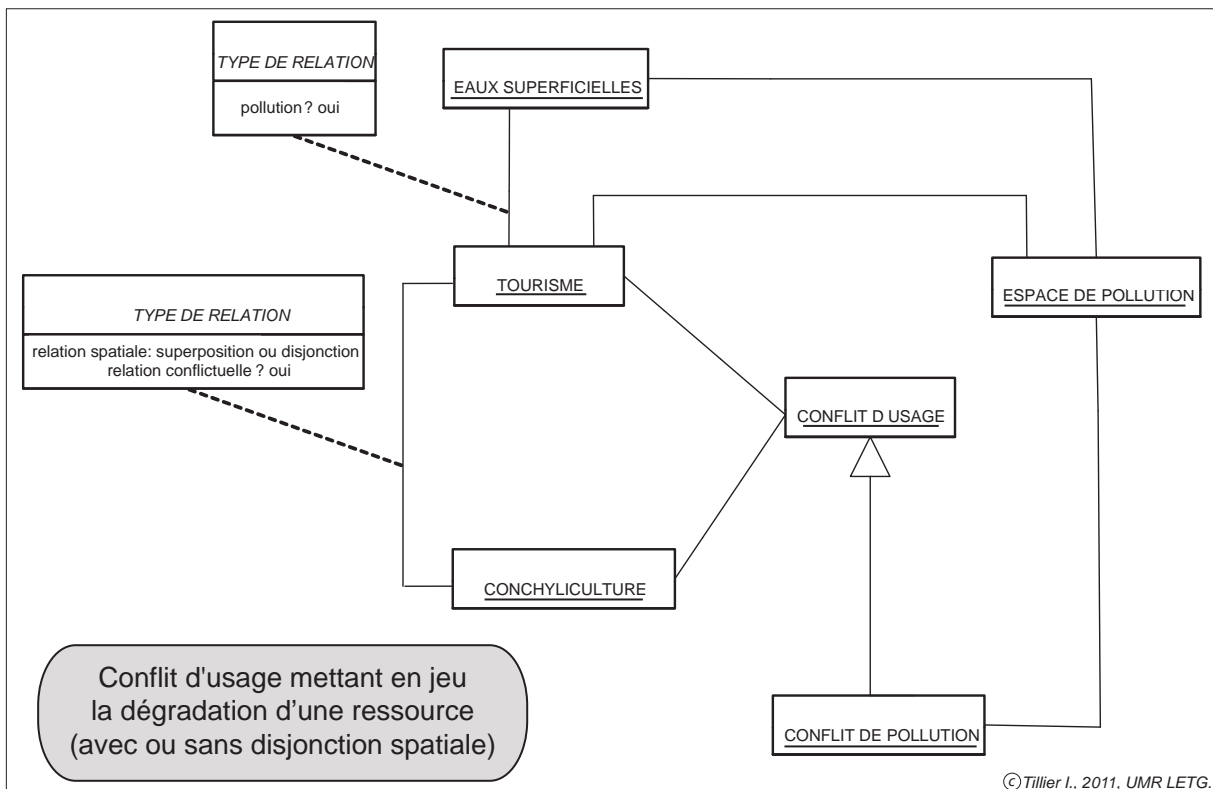 TYPE DE RELATION
pollution ? oui
EAUX SUPERFICIELLES
TOURISME
ESPACE DE POLLUTION
TYPE DE RELATION
relation spatiale: superposition ou disjonction
relation conflictuelle ? oui
CONFLIT D USAGE
CONCHYLICULTURE
Conflit d'usage mettant en jeu
la dégradation d’une ressource
(avec ou sans disjonction spatiale)
CONFLIT DE POLLUTION
©Tillier I., 2011, UMR LETG.